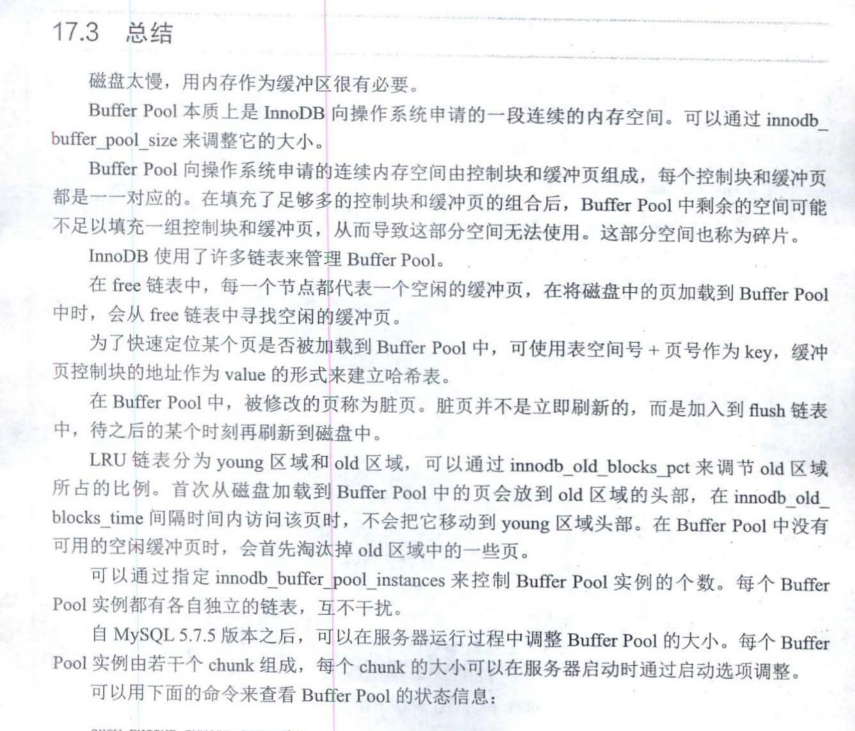 17.3 总结
磁盘太慢，用内存作为缓冲区很有必要。
Buffer Pool 本质上是 InnoDB 向操作系统申请的一段连续的内存空间。可以通过 innodb_
buffer_pool_size 来调整它的大小。
Buffer Pool 向操作系统申请的连续内存空间由控制块和缓冲页组成，每个控制块和缓冲页
都是一一对应的。在填充了足够多的控制块和缓冲页的组合后，Buffer Pool 中剩余的空间可能
不足以填充一组控制块和缓冲页，从而导致这部分空间无法使用。这部分空间也称为碎片。
InnoDB 使用了许多链表来管理 Buffer Pool。
在 free 链表中，每一个节点都代表一个空闲的缓冲页，在将磁盘中的页加载到 Buffer Pool
中时，会从 free 链表中寻找空闲的缓冲页。
为了快速定位某个页是否被加载到 Buffer Pool 中，可使用表空间号 + 页号作为 key，缓冲
页控制块的地址作为 value 的形式来建立哈希表。
在 Buffer Pool 中，被修改的页称为脏页。脏页并不是立即刷新的，而是加入到 flush 链表
中，待之后的某个时刻再刷新到磁盘中。
LRU 链表分为 young 区域和 old 区域，可以通过 innodb_old_blocks_pct 来调节 old 区域
所占的比例。首次从磁盘加载到 Buffer Pool 中的页会放到 old 区域的头部，在 innodb_old_
blocks_time 间隔时间内访问该页时，不会把它移动到 young 区域头部。在 Buffer Pool 中没有
可用的空闲缓冲页时，会首先淘汰掉 old 区域中的一些页。
可以通过指定 innodb_buffer_pool_instances 来控制 Buffer Pool 实例的个数。每个 Buffer
Pool 实例都有各自独立的链表，互不干扰。
自 MySQL 5.7.5 版本之后，可以在服务器运行过程中调整 Buffer Pool 的大小。每个 Buffer
Pool 实例由若干个 chunk 组成，每个 chunk 的大小可以在服务器启动时通过启动选项调整。
可以用下面的命令来查看 Buffer Pool 的状态信息：